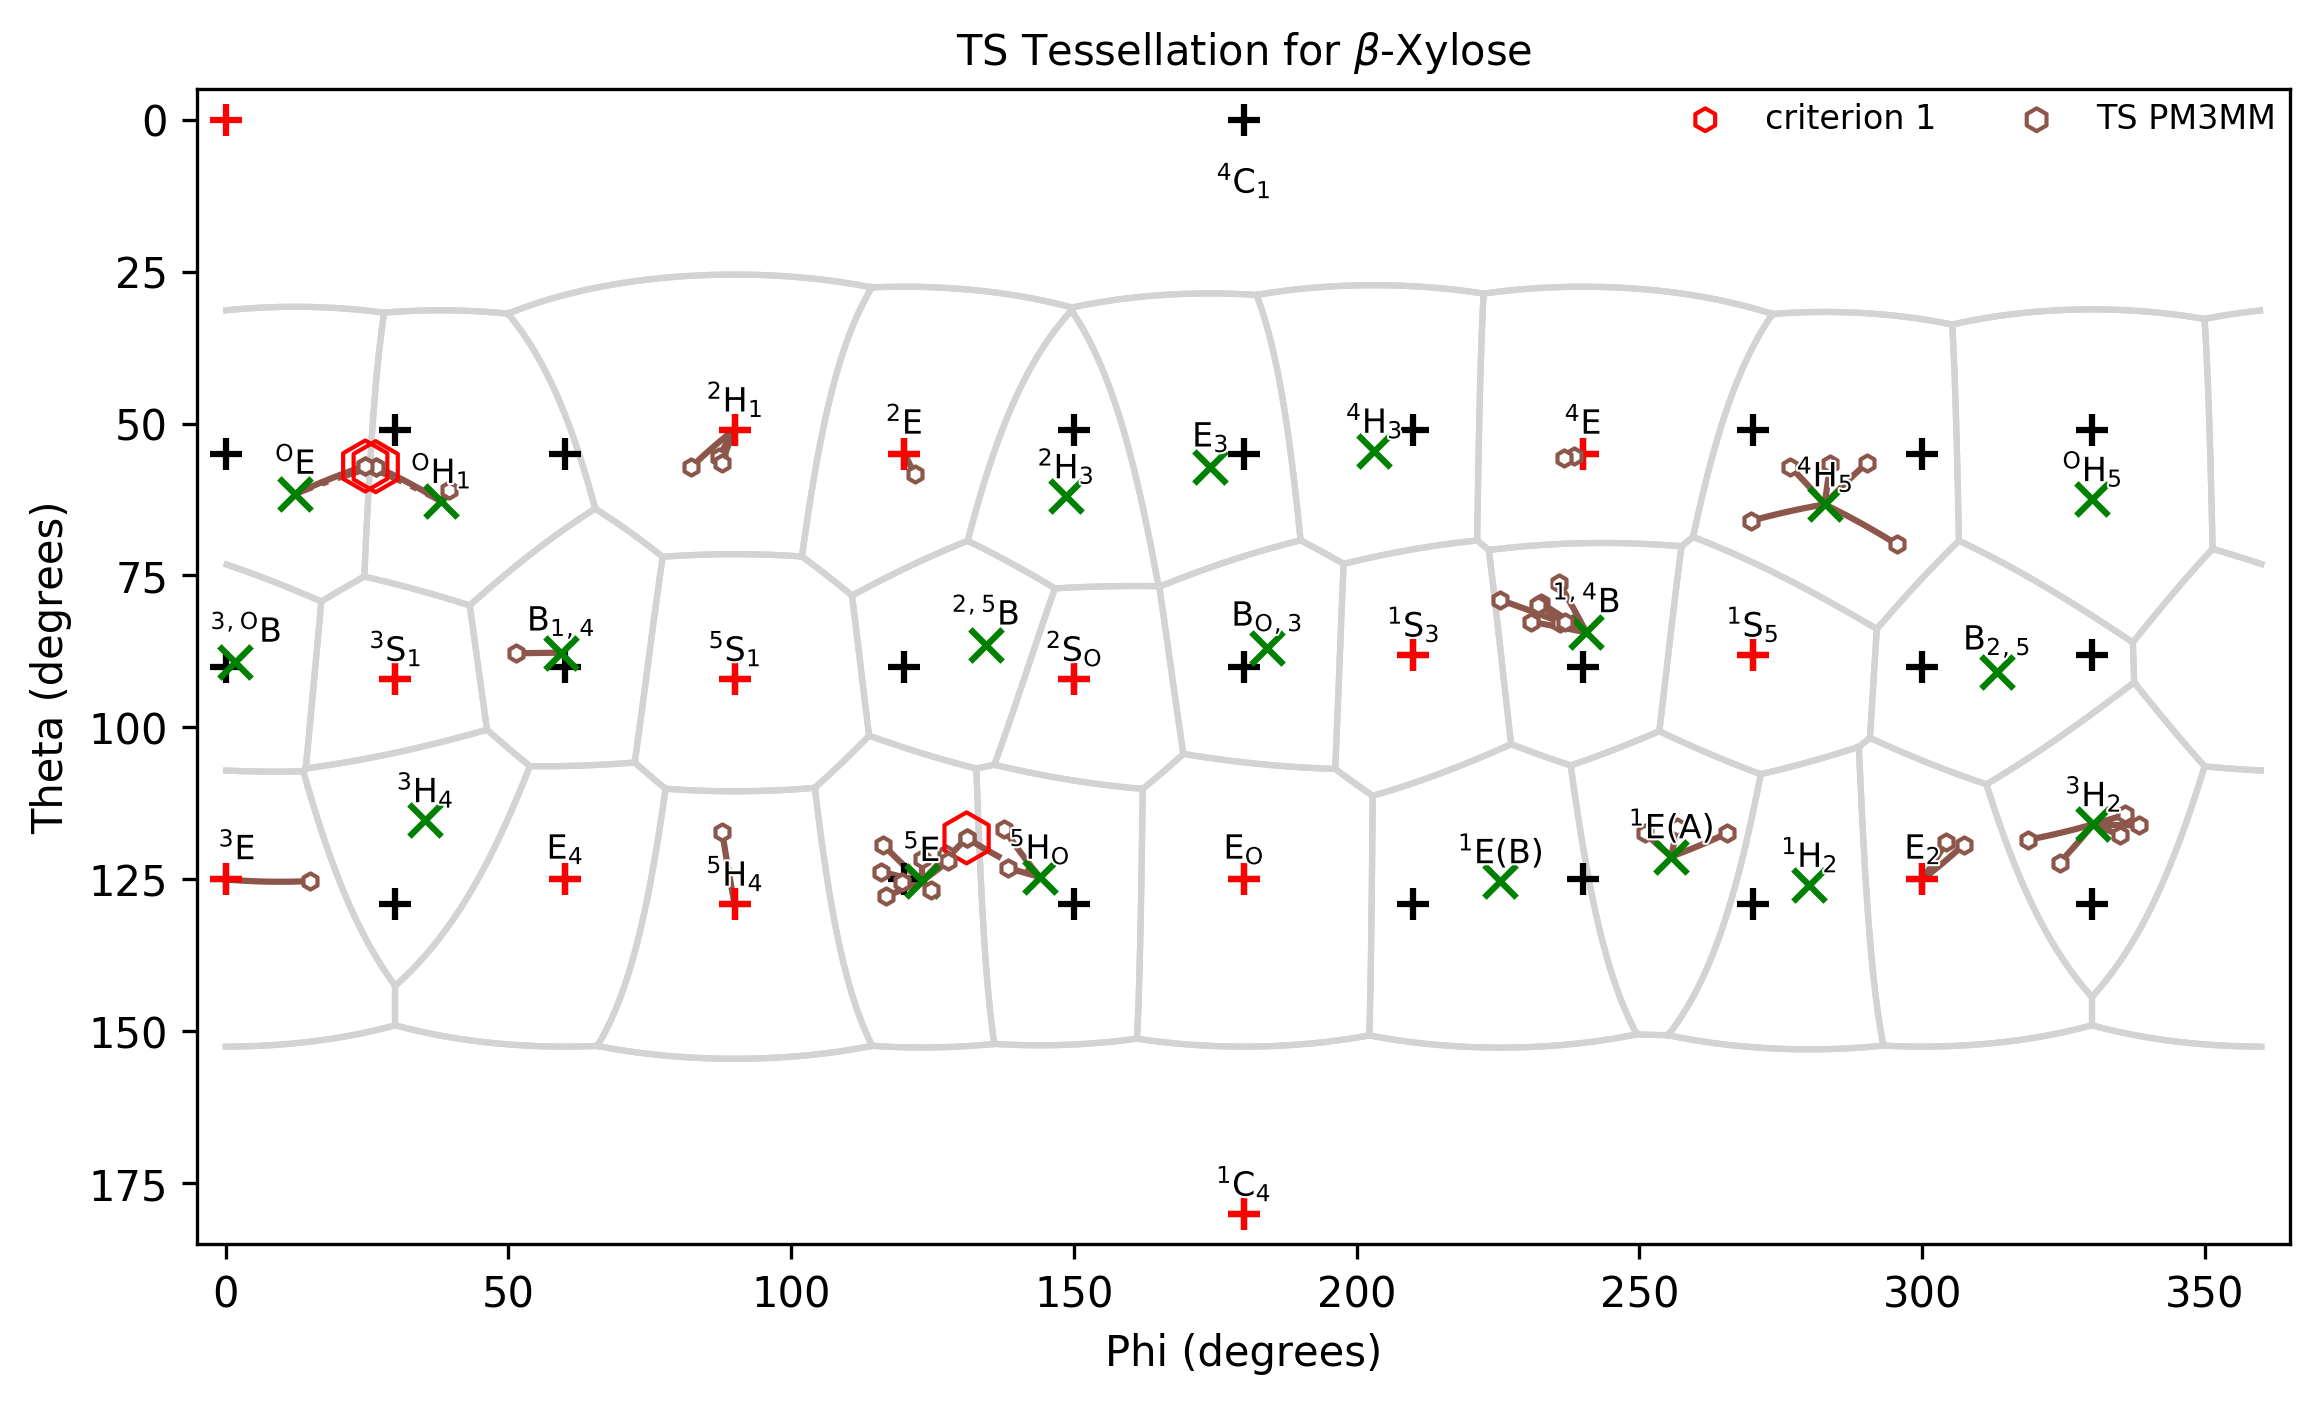 TS Tessellation for β-Xylose
criterion 1
TS PM3MM
⁴C₁
²H₁
²E
⁴E
⁴H₃
E₃
²H₃
ᴼE
ᴼH₁
⁴H₅
ᴼH₅
³,ᴼB
³S₁
B₁,₄
⁵S₁
²,⁵B
²Sₒ
Bₒ,₃
¹S₃
¹,⁴B
¹S₅
B₂,₅
³H₄
³E
E₄
⁵H₄
⁵E
⁵Hₒ
Eₒ
¹E(B)
¹E(A)
¹H₂
E₂
³H₂
¹C₄
0
25
50
75
100
125
150
175
Theta (degrees)
0 50 100 150 200 250 300 350
Phi (degrees)